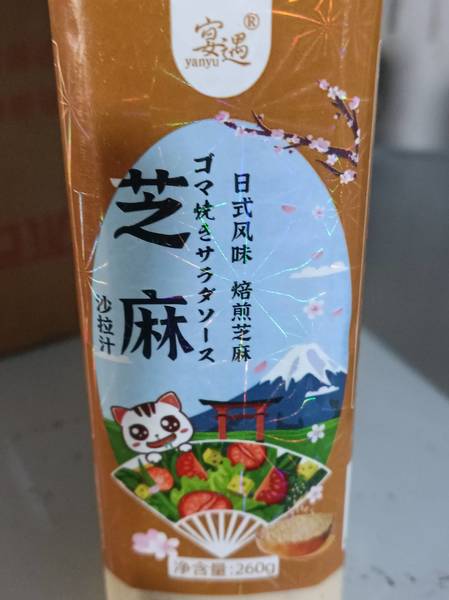 宴遇®
yanyu
芝麻
沙拉汁
ゴマ焼きサラダソース
日式风味 焙煎芝麻
净含量:260g